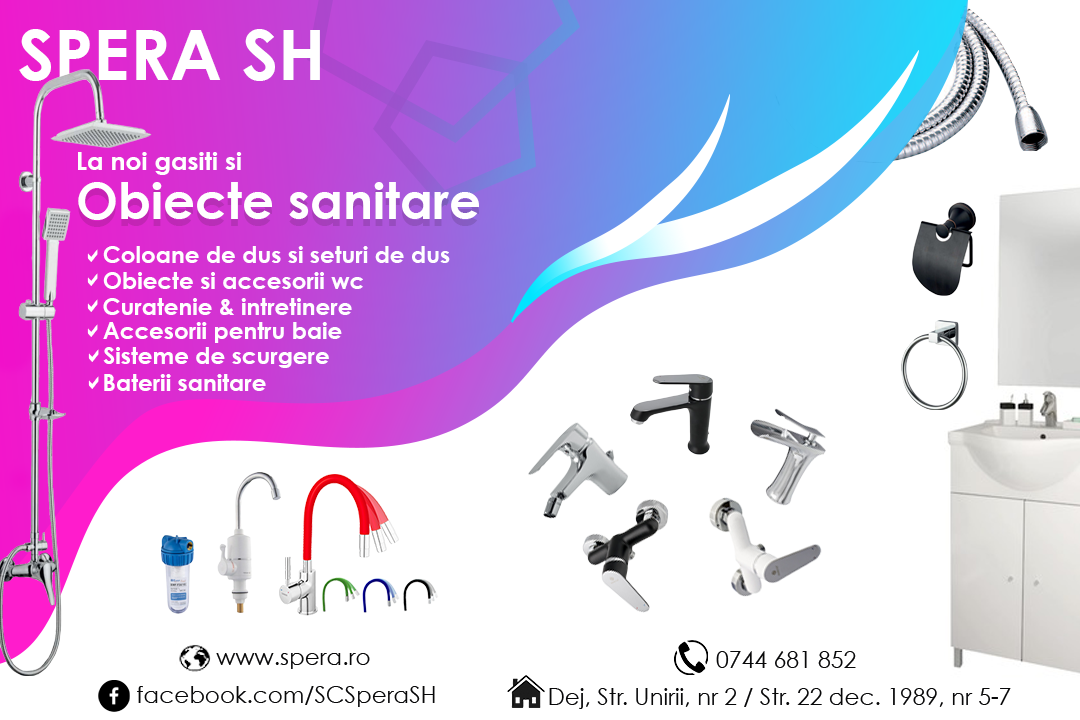 SPERA SH
La noi gasiti si
Obiecte sanitare
Coloane de dus si seturi de dus
Obiecte si accesorii wc
Curatenie & intretinere
Accesorii pentru baie
Sisteme de scurgere
Baterii sanitare
www.spera.ro
0744 681 852
facebook.com/SCSperaSH
Dej, Str. Unirii, nr 2 / Str. 22 dec. 1989, nr 5-7